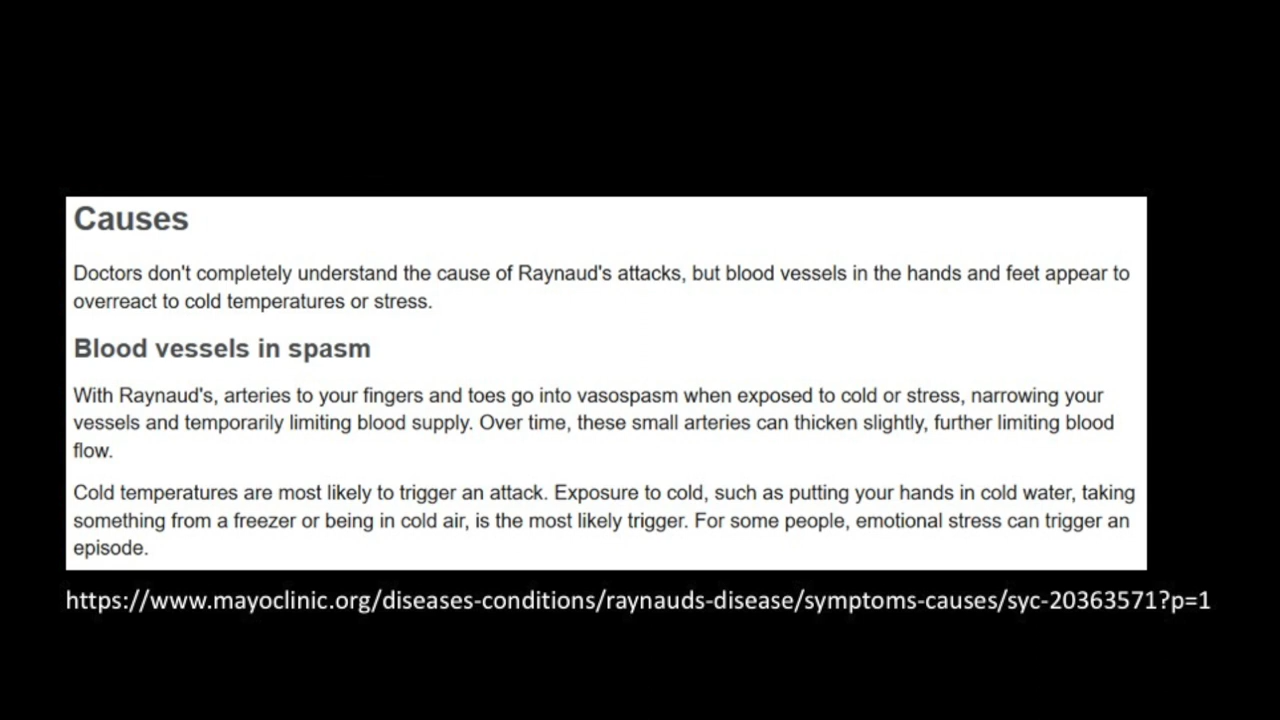 Causes
Doctors don't completely understand the cause of Raynaud's attacks, but blood vessels in the hands and feet appear to
overreact to cold temperatures or stress.
Blood vessels in spasm
With Raynaud's, arteries to your fingers and toes go into vasospasm when exposed to cold or stress, narrowing your
vessels and temporarily limiting blood supply. Over time, these small arteries can thicken slightly, further limiting blood
flow.
Cold temperatures are most likely to trigger an attack. Exposure to cold, such as putting your hands in cold water, taking
something from a freezer or being in cold air, is the most likely trigger. For some people, emotional stress can trigger an
episode.
https://www.mayoclinic.org/diseases-conditions/raynauds-disease/symptoms-causes/syc-20363571?p=1